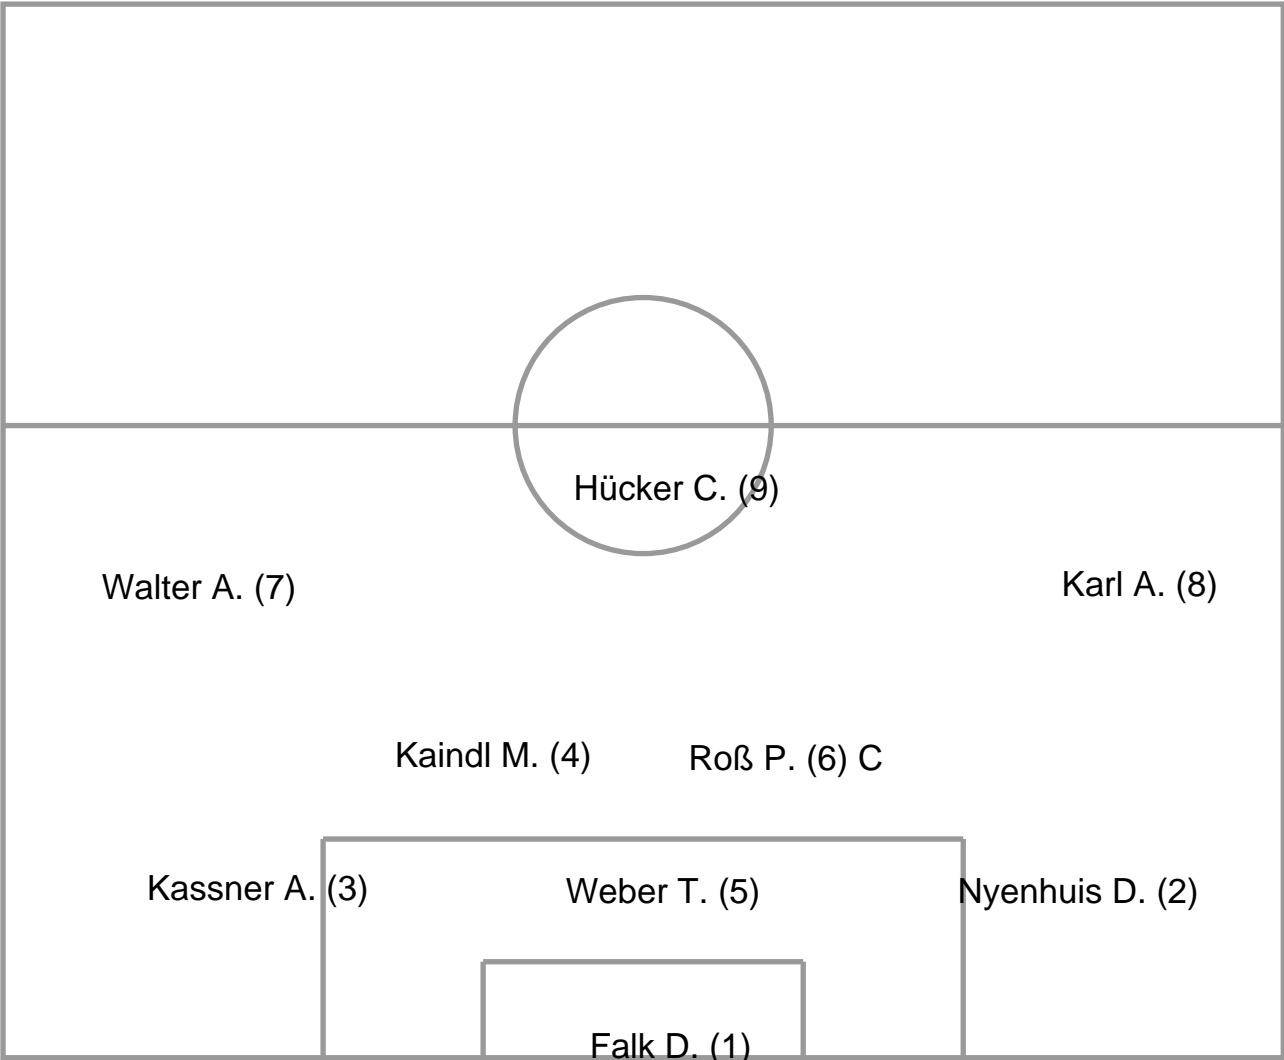 Hücker C. (9)
Walter A. (7)
Karl A. (8)
Kaindl M. (4)
Roß P. (6) C
Kassner A. (3)
Weber T. (5)
Nyenhuis D. (2)
Falk D. (1)